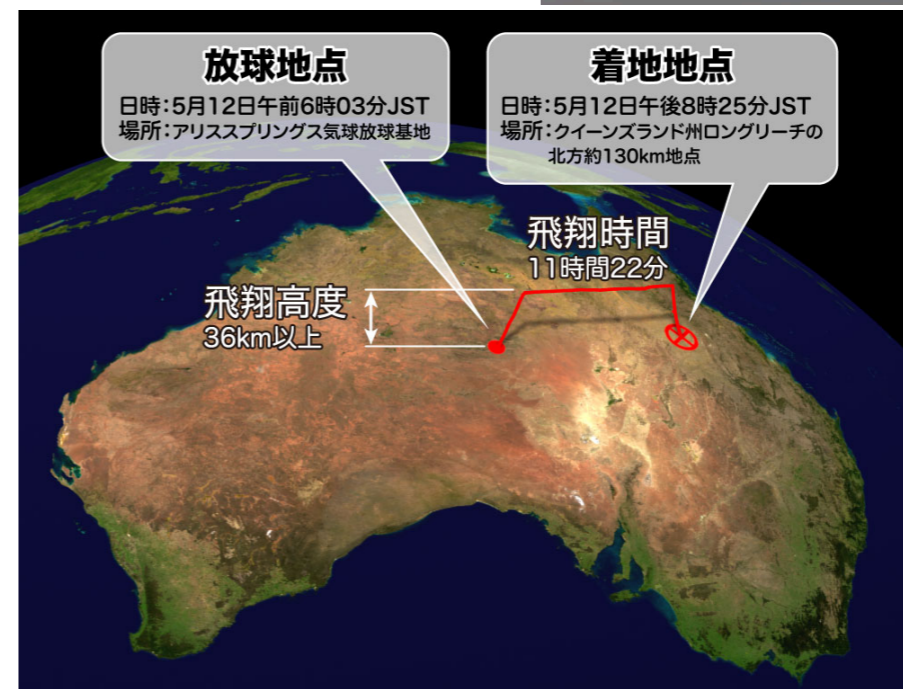 放球地点
日時：5月12日午前6時03分JST
場所：アリススプリングス気球放球基地
着地地点
日時：5月12日午後8時25分JST
場所：クイーンズランド州ロングリーチの
北方約130km地点
飛翔時間
11時間22分
飛翔高度
36km以上